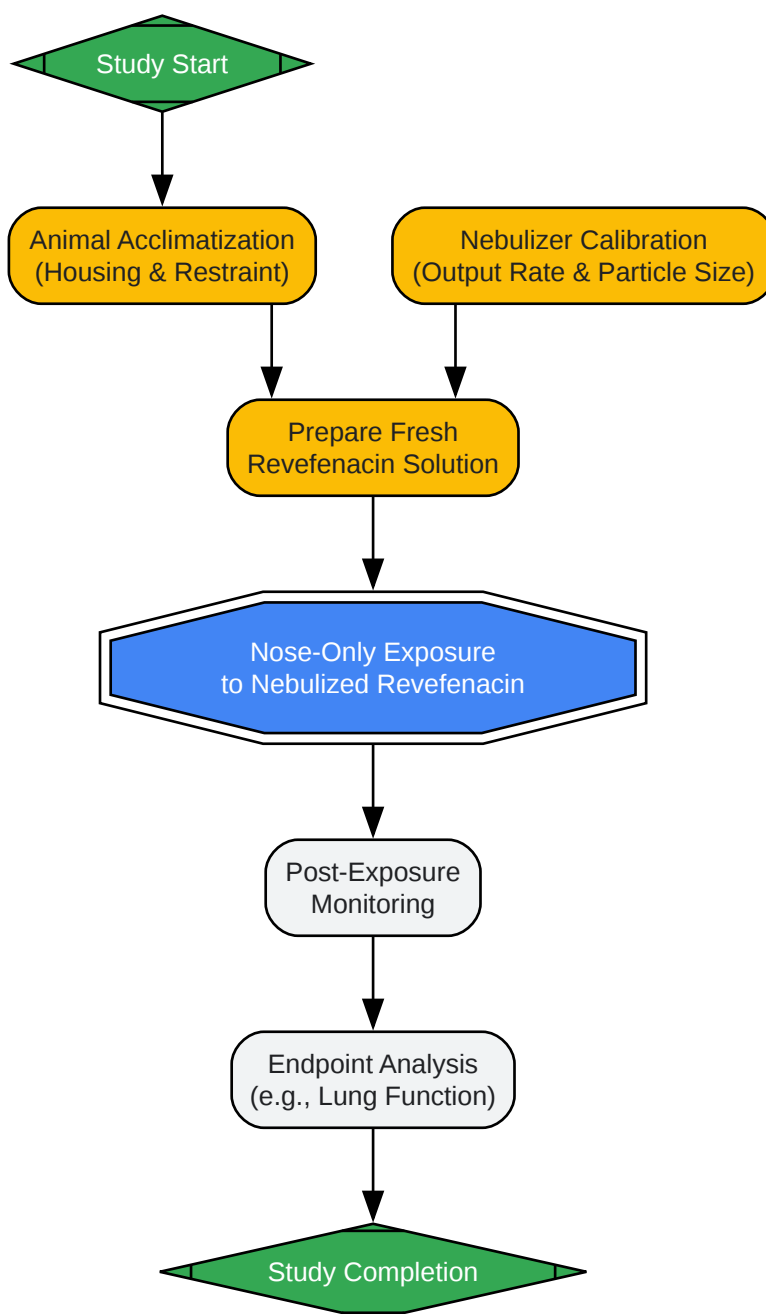 Study Start
Animal Acclimatization
(Housing & Restraint)
Nebulizer Calibration
(Output Rate & Particle Size)
Prepare Fresh
Revefenacin Solution
Nose-Only Exposure
to Nebulized Revefenacin
Post-Exposure
Monitoring
Endpoint Analysis
(e.g., Lung Function)
Study Completion